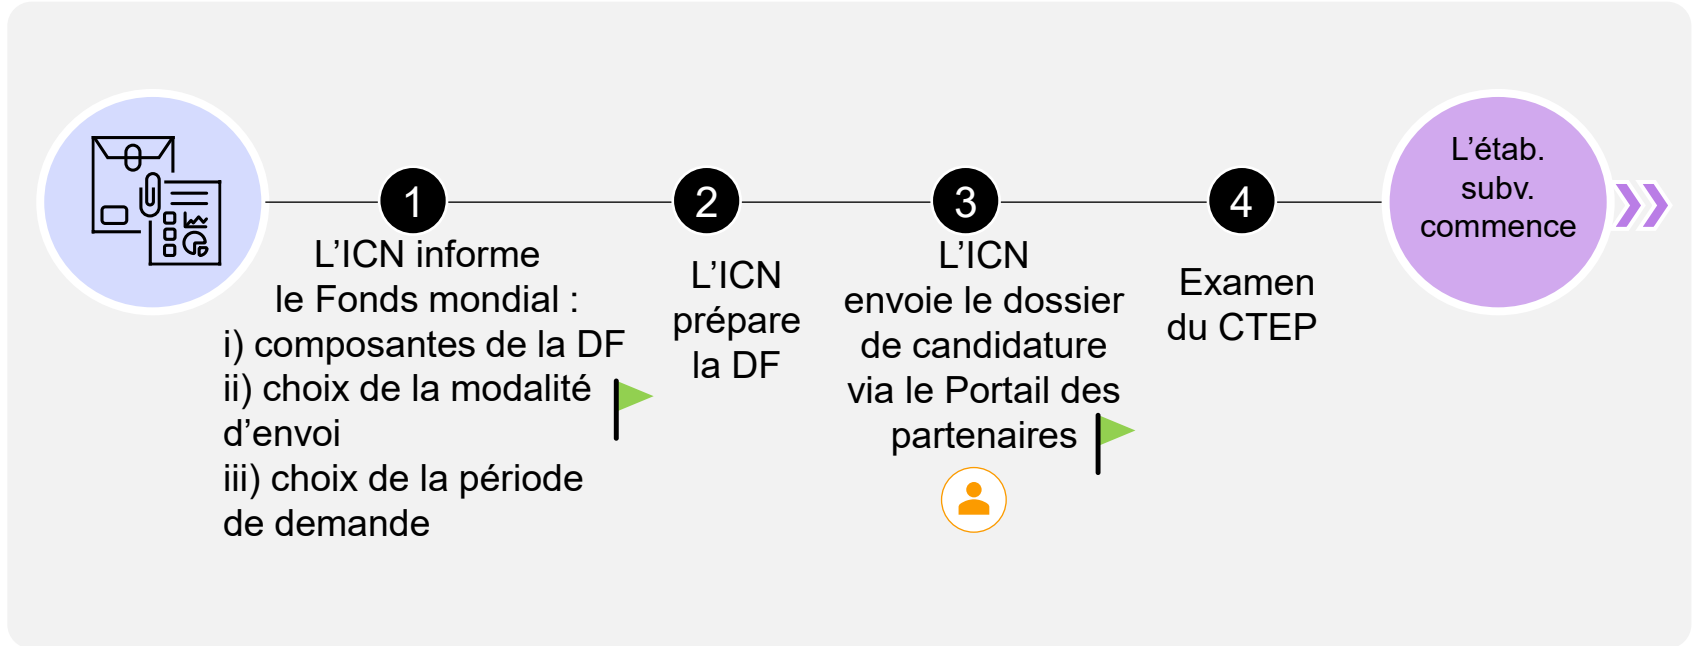 1
L’ICN informe
le Fonds mondial :
i) composantes de la DF
ii) choix de la modalité
d’envoi
iii) choix de la période
de demande
2
L’ICN
prépare
la DF
3
L’ICN
envoie le dossier
de candidature
via le Portail des
partenaires
4
Examen
du CTEP
L’étab.
subv.
commence